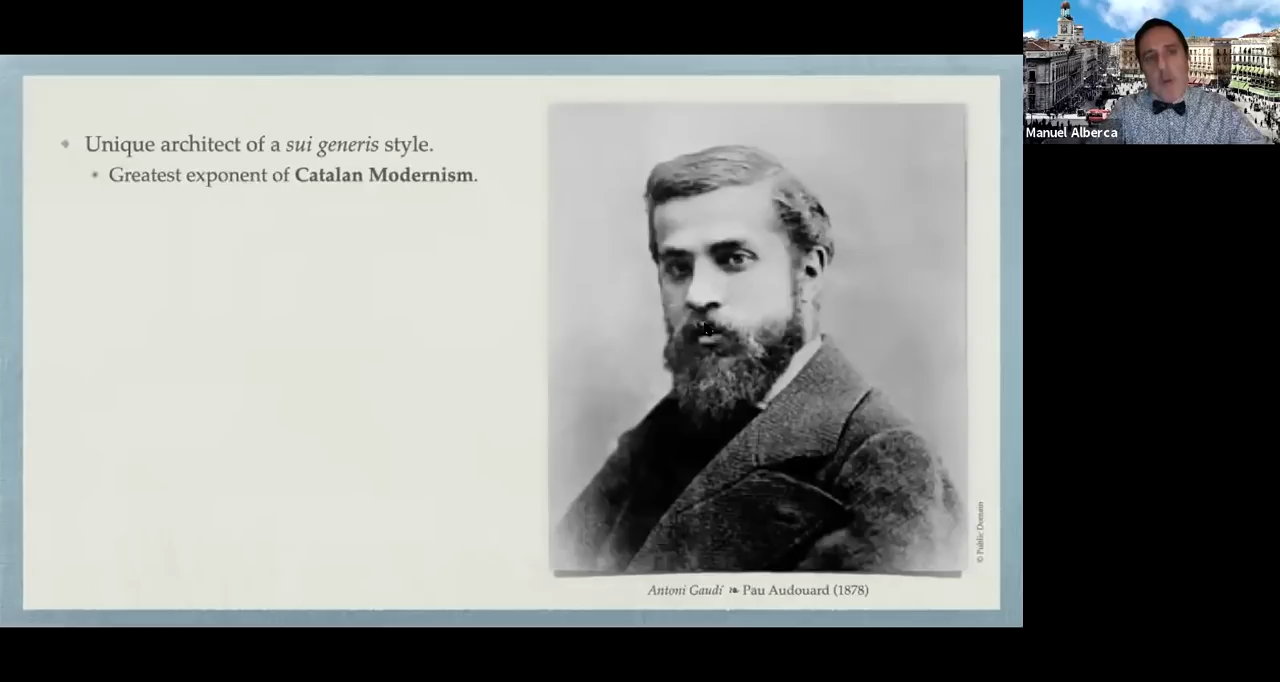 Unique architect of a sui generis style.
Greatest exponent of Catalan Modernism.
© Public Domain
Antoni Gaudí ❧ Pau Audouard (1878)
Manuel Alberca